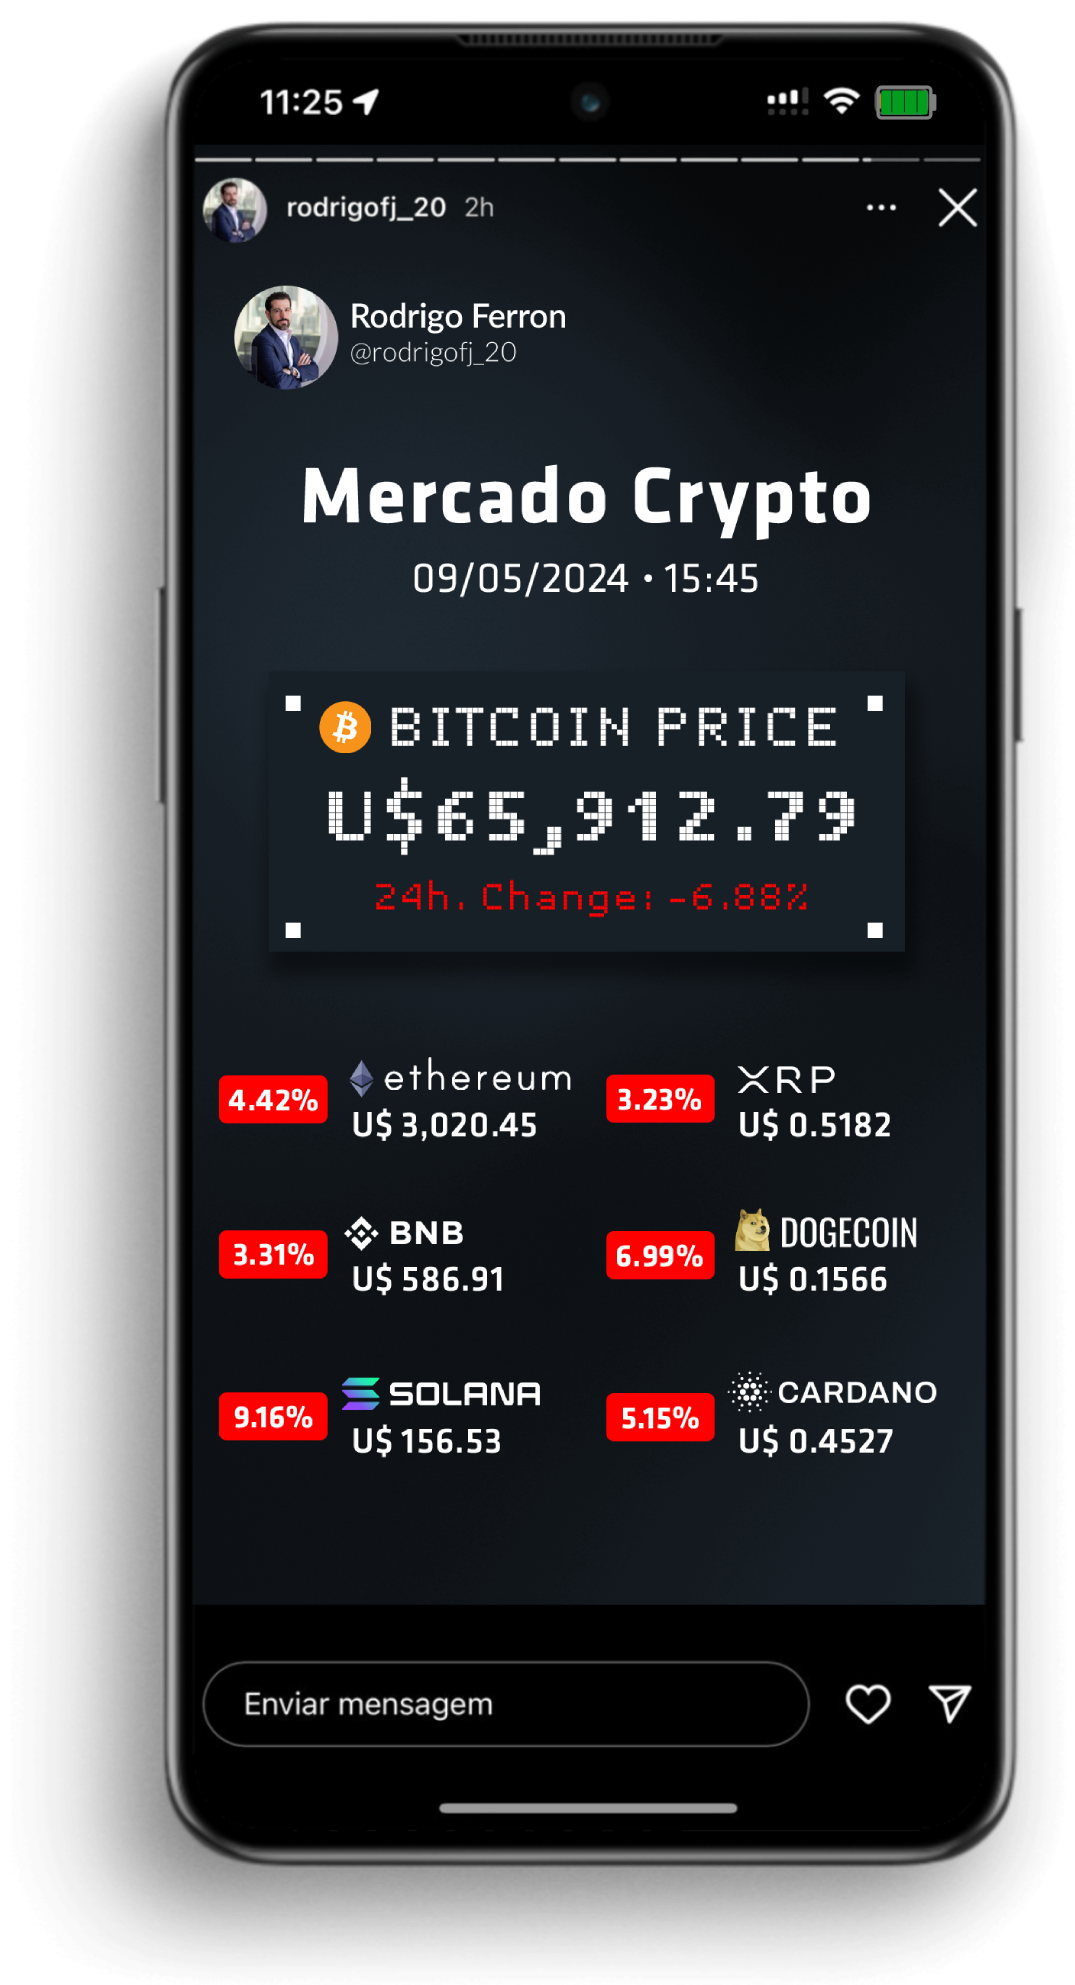 11:25
rodrigofj_20 2h
Rodrigo Ferron
@rodrigofj_20
Mercado Crypto
09/05/2024 • 15:45
BITCOIN PRICE
U$65,912.79
24h. Change: -6.88%
4.42%
ethereum
U$ 3,020.45
3.23%
XRP
U$ 0.5182
3.31%
BNB
U$ 586.91
6.99%
DOGECOIN
U$ 0.1566
9.16%
SOLANA
U$ 156.53
5.15%
CARDANO
U$ 0.4527
Enviar mensagem